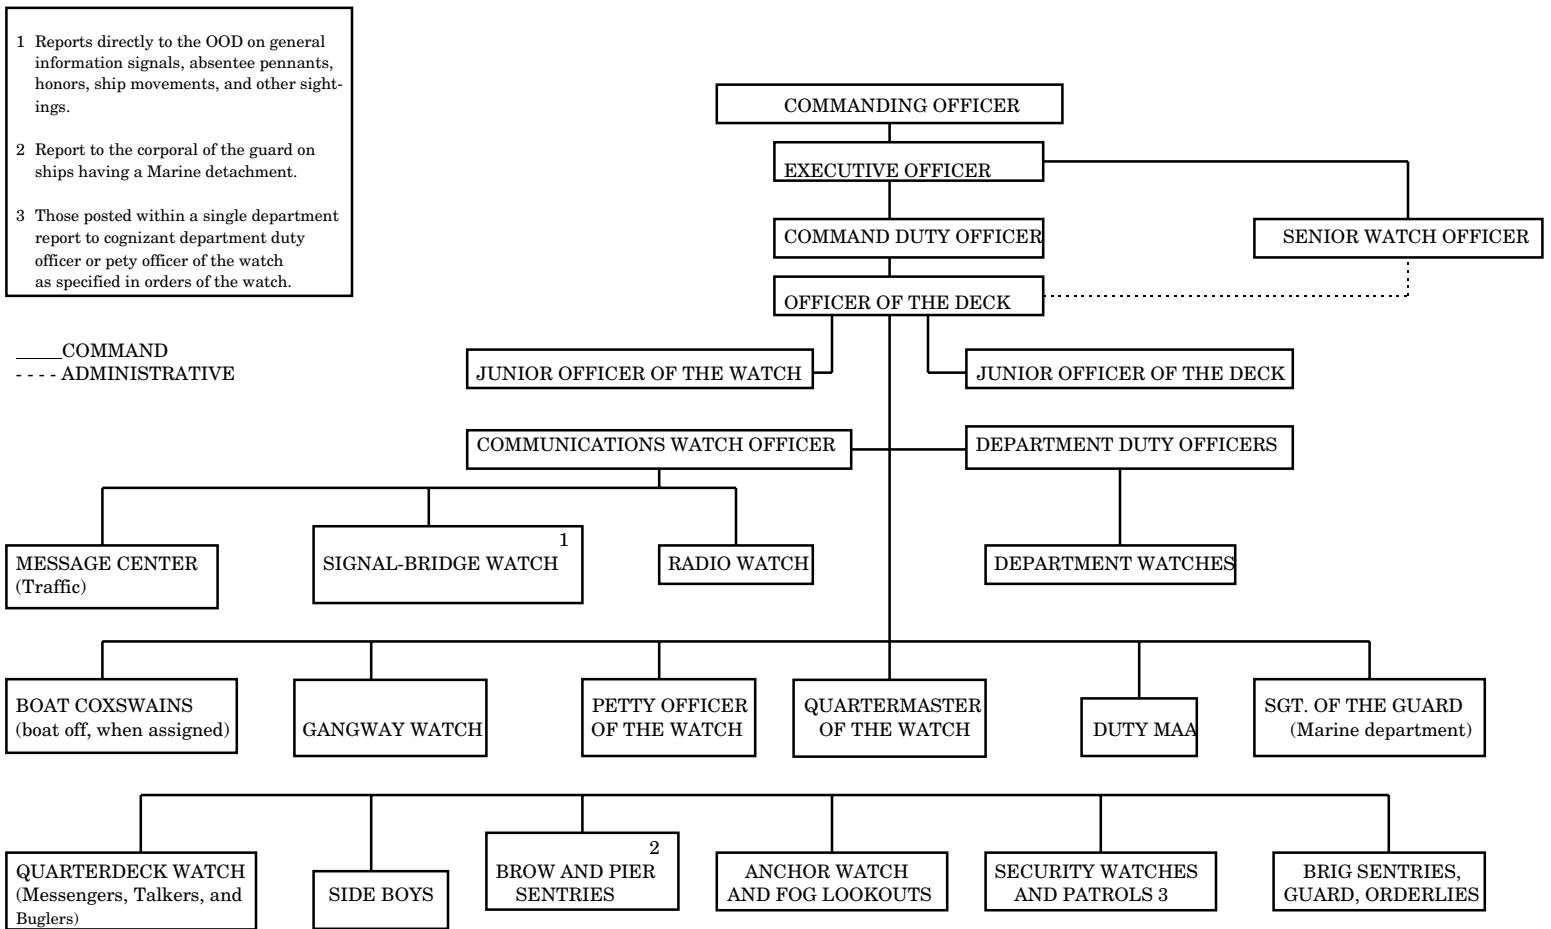 1 Reports directly to the OOD on general
information signals, absentee pennants,
honors, ship movements, and other sight-
ings.
2 Report to the corporal of the guard on
ships having a Marine detachment.
3 Those posted within a single department
report to cognizant department duty
officer or pety officer of the watch
as specified in orders of the watch.
____COMMAND
- - - - ADMINISTRATIVE
COMMANDING OFFICER
EXECUTIVE OFFICER
COMMAND DUTY OFFICER
SENIOR WATCH OFFICER
OFFICER OF THE DECK
JUNIOR OFFICER OF THE WATCH
JUNIOR OFFICER OF THE DECK
COMMUNICATIONS WATCH OFFICER
DEPARTMENT DUTY OFFICERS
MESSAGE CENTER
(Traffic)
1
SIGNAL-BRIDGE WATCH
RADIO WATCH
DEPARTMENT WATCHES
BOAT COXSWAINS
(boat off, when assigned)
GANGWAY WATCH
PETTY OFFICER
OF THE WATCH
QUARTERMASTER
OF THE WATCH
DUTY MAA
SGT. OF THE GUARD
(Marine department)
QUARTERDECK WATCH
(Messengers, Talkers, and
Buglers)
SIDE BOYS
2
BROW AND PIER
SENTRIES
ANCHOR WATCH
AND FOG LOOKOUTS
SECURITY WATCHES
AND PATROLS 3
BRIG SENTRIES,
GUARD, ORDERLIES